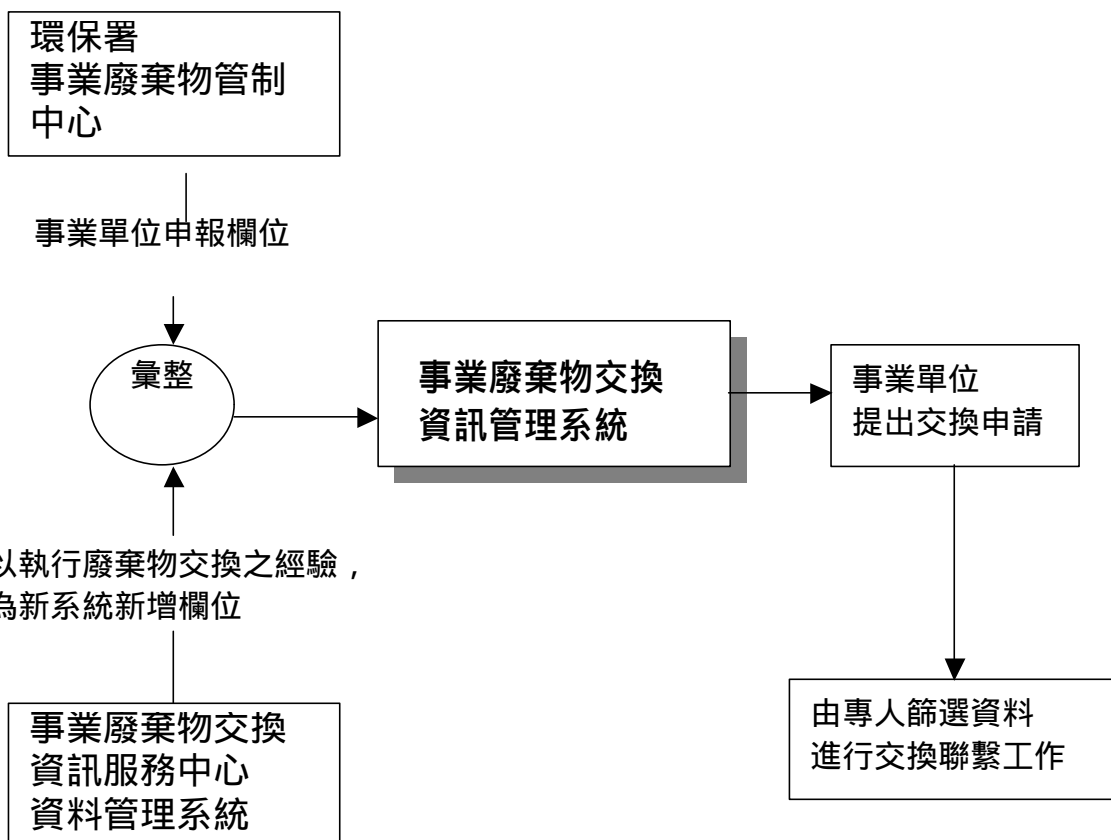 環保署
事業廢棄物管制
中心
事業單位申報欄位
彙整
事業廢棄物交換
資訊管理系統
事業單位
提出交換申請
以執行廢棄物交換之經驗，
為新系統新增欄位
事業廢棄物交換
資訊服務中心
資料管理系統
由專人篩選資料
進行交換聯繫工作